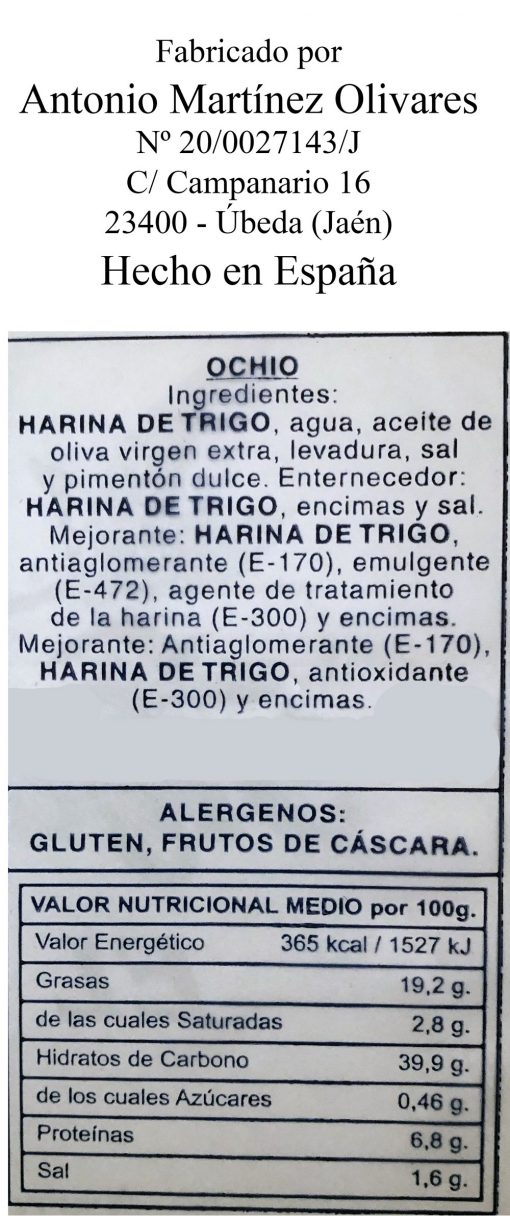 Fabricado por
Antonio Martínez Olivares
Nº 20/0027143/J
C/ Campanario 16
23400 - Úbeda (Jaén)
Hecho en España
OCHIO
Ingredientes:
HARINA DE TRIGO, agua, aceite de
oliva virgen extra, levadura, sal
y pimentón dulce. Enternecedor:
HARINA DE TRIGO, encimas y sal.
Mejorante: HARINA DE TRIGO,
antiaglomerante (E-170), emulgente
(E-472), agente de tratamiento
de la harina (E-300) y encimas.
Mejorante: Antiaglomerante (E-170),
HARINA DE TRIGO, antioxidante
(E-300) y encimas.
ALERGENOS:
GLUTEN, FRUTOS DE CÁSCARA.
VALOR NUTRICIONAL MEDIO por 100g.
Valor Energético 365 kcal / 1527 kJ
Grasas 19,2 g.
de las cuales Saturadas 2,8 g.
Hidratos de Carbono 39,9 g.
de los cuales Azúcares 0,46 g.
Proteínas 6,8 g.
Sal 1,6 g.